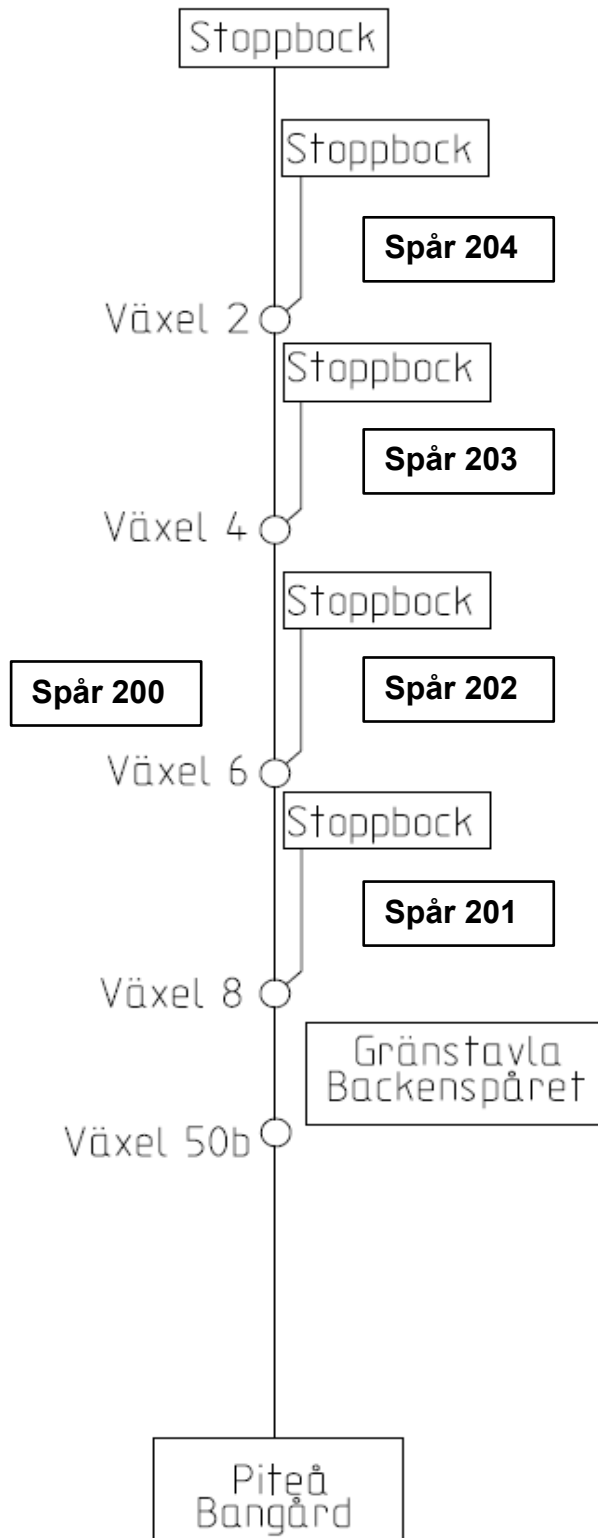 Stoppbock
Stoppbock
Spår 204
Växel 2
Stoppbock
Spår 203
Växel 4
Stoppbock
Spår 200
Spår 202
Växel 6
Stoppbock
Spår 201
Växel 8
Gränstavla
Backenspåret
Växel 50b
Piteå
Bangård